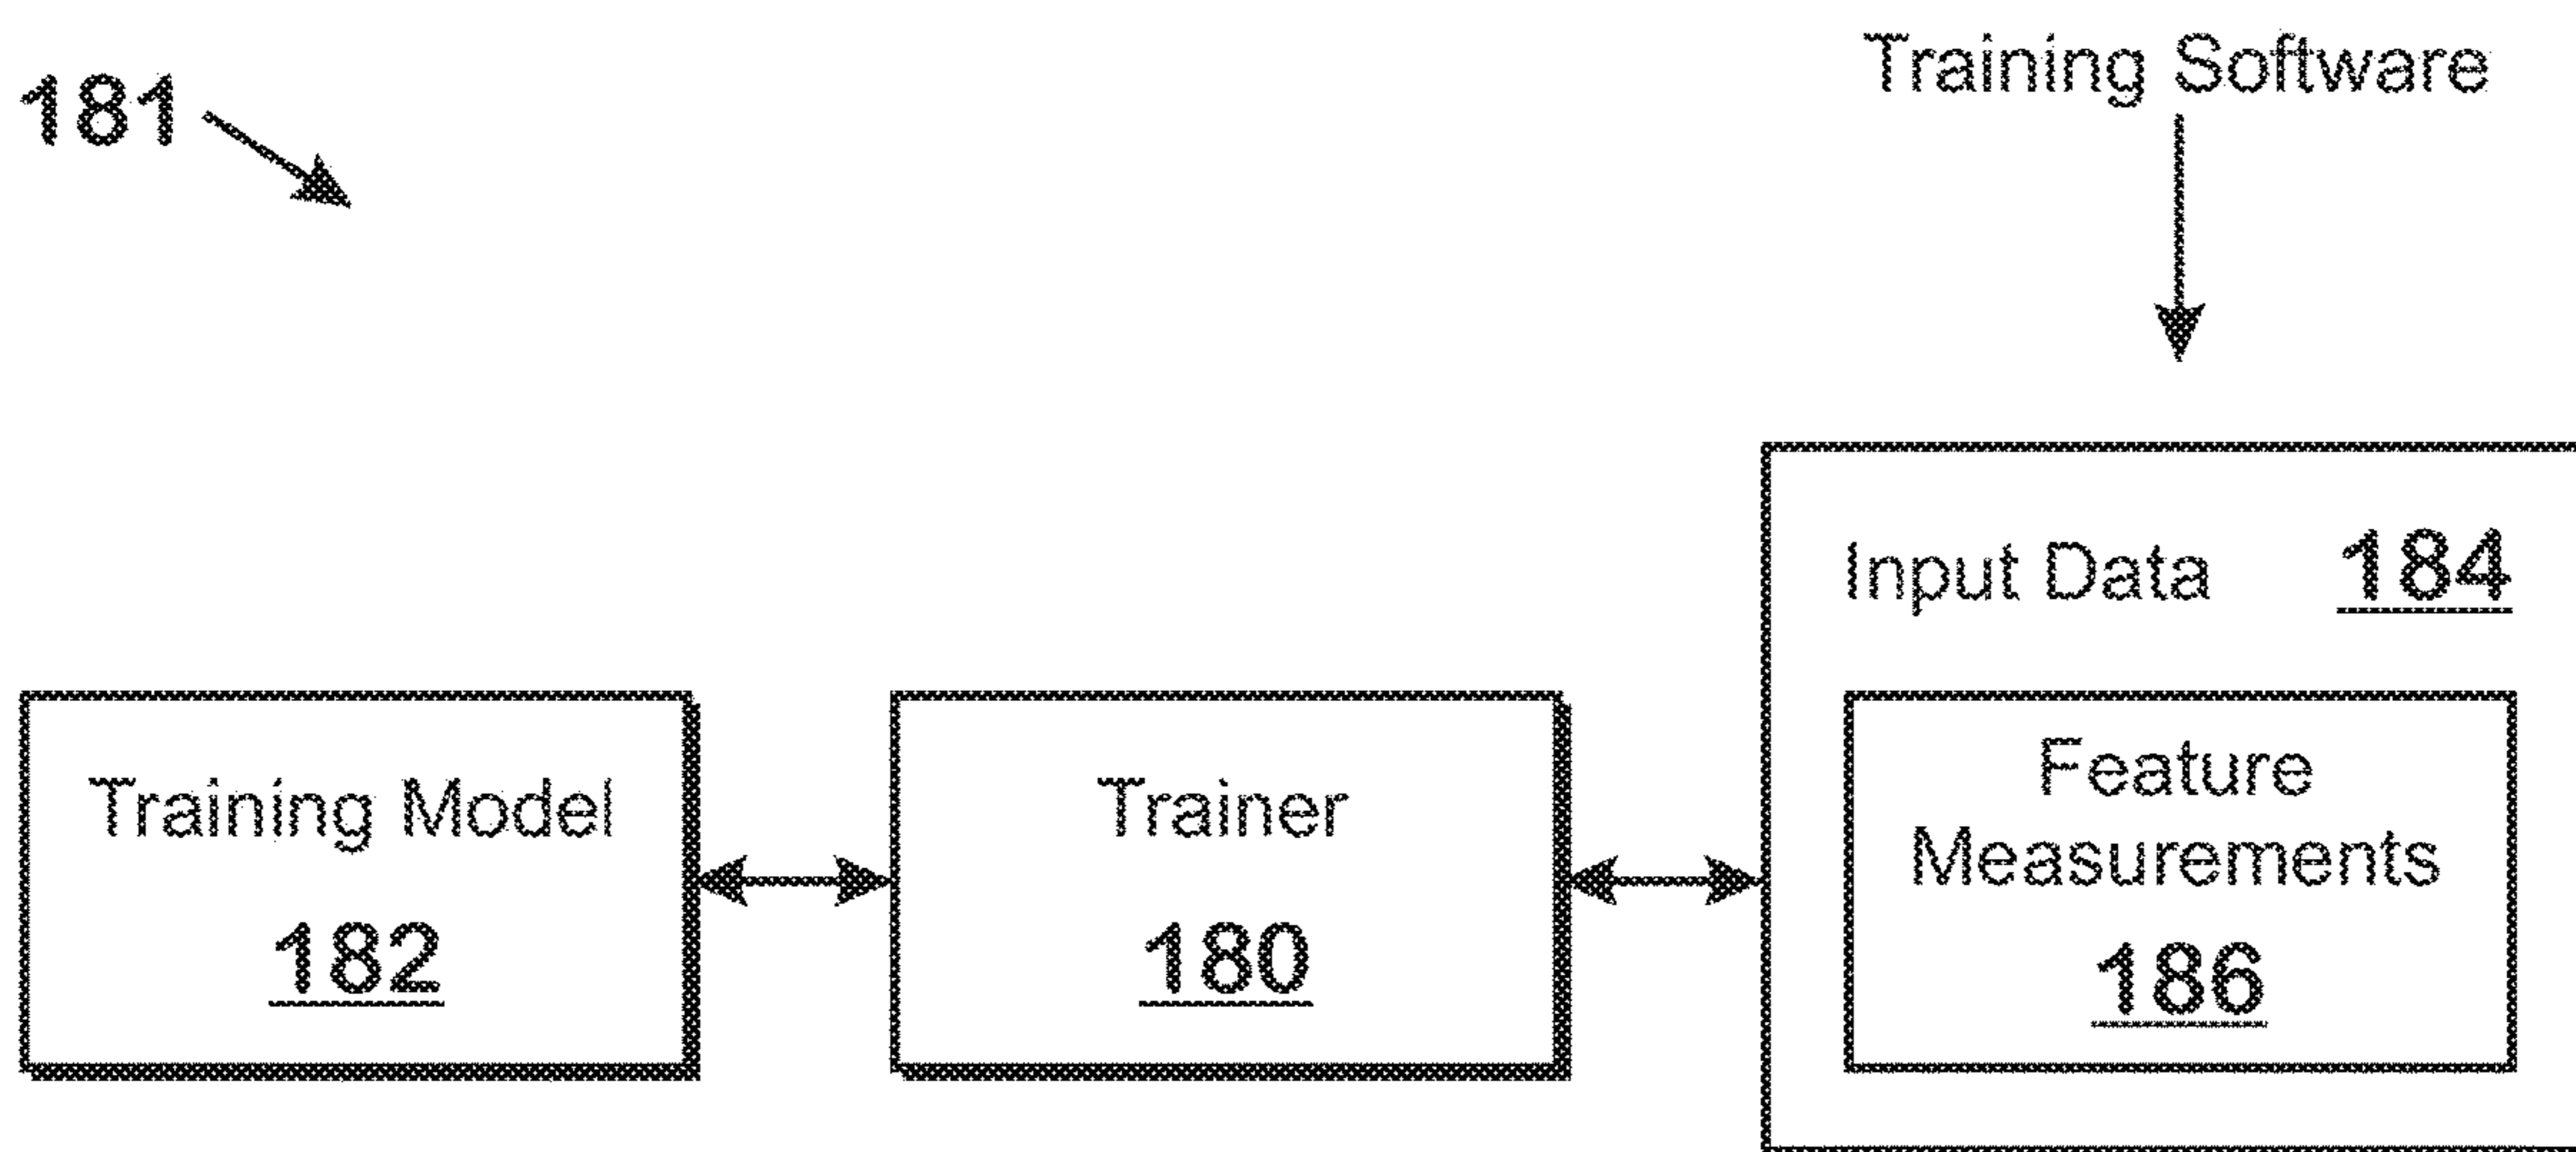 181
Training Software
Input Data 184
Training Model
182
Trainer
180
Feature
Measurements
186